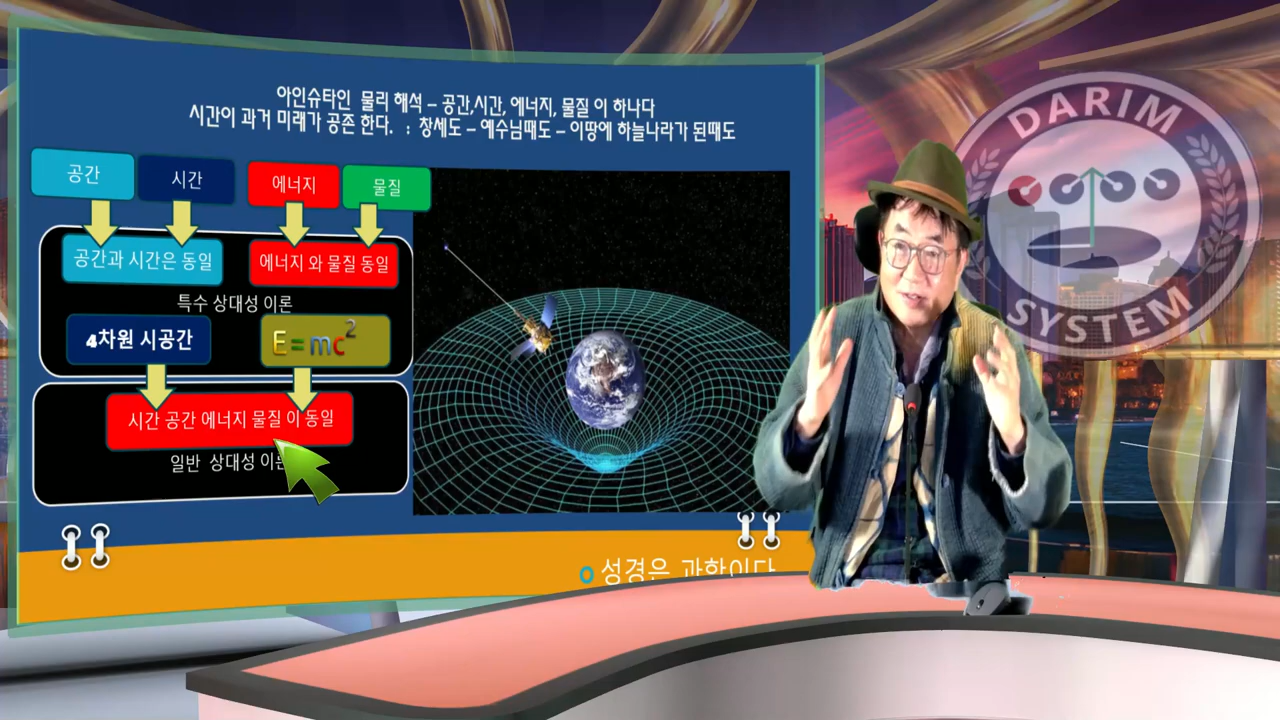 아인슈타인 물리 해석 – 공간,시간, 에너지, 물질 이 하나다
시간이 과거 미래가 공존 한다. : 창세도 – 예수님때도 – 이땅에 하늘나라가 된때도
공간
시간
에너지
물질
공간과 시간은 동일
에너지 와 물질 동일
특수 상대성 이론
4차원 시공간
E=mc²
시간 공간 에너지 물질 이 동일
일반 상대성 이론
성경은 과학이다
DARIM
SYSTEM